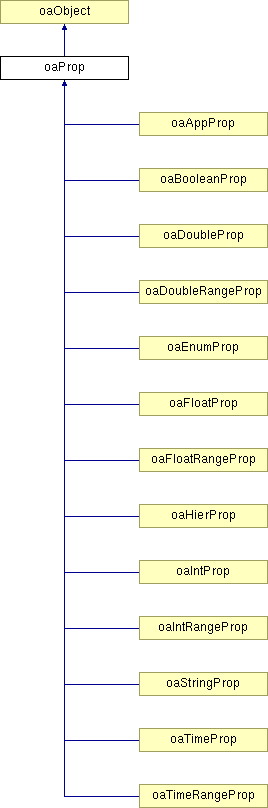 oaObject
oaProp
oaAppProp
oaBooleanProp
oaDoubleProp
oaDoubleRangeProp
oaEnumProp
oaFloatProp
oaFloatRangeProp
oaHierProp
oaIntProp
oaIntRangeProp
oaStringProp
oaTimeProp
oaTimeRangeProp